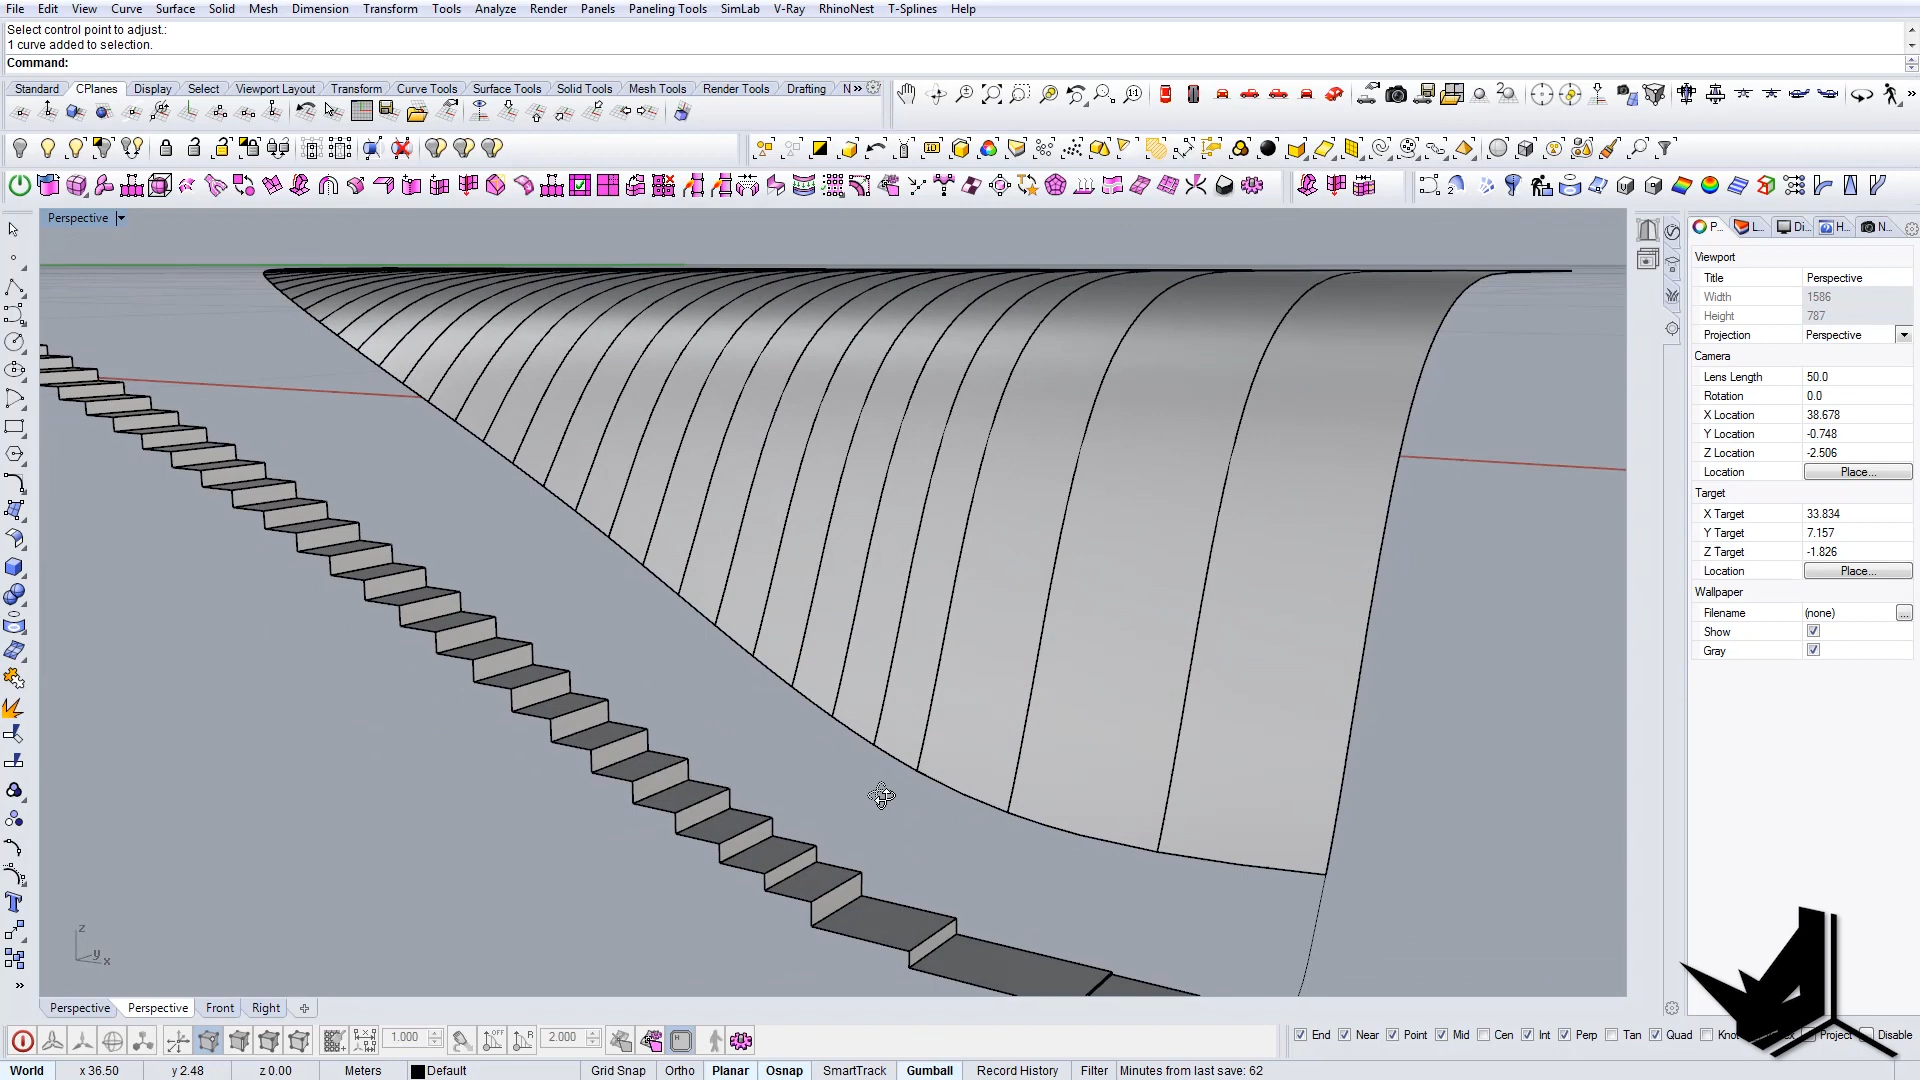 File Edit View Curve Surface Solid Mesh Dimension Transform Tools Analyze Render Panels Paneling Tools SimLab V-Ray RhinoNest T-Splines Help
Select control point to adjust.:
1 curve added to selection.
Command:
Standard CPlanes Display Select Viewport Layout Transform Curve Tools Surface Tools Solid Tools Mesh Tools Render Tools Drafting N »
Perspective
P... L... Di... H... N...
Viewport
Title Perspective
Width 1586
Height 787
Projection Perspective
Camera
Lens Length 50.0
Rotation 0.0
X Location 38.678
Y Location -0.748
Z Location -2.506
Location Place...
Target
X Target 33.834
Y Target 7.157
Z Target -1.826
Location Place...
Wallpaper
Filename (none) ...
Show
Gray
z
y x
Perspective Perspective Front Right
1.000 2.000
End Near Point Mid Cen Int Perp Tan Quad Kno Project Disable
World x 36.50 y 2.48 z 0.00 Meters Default Grid Snap Ortho Planar Osnap SmartTrack Gumball Record History Filter Minutes from last save: 62